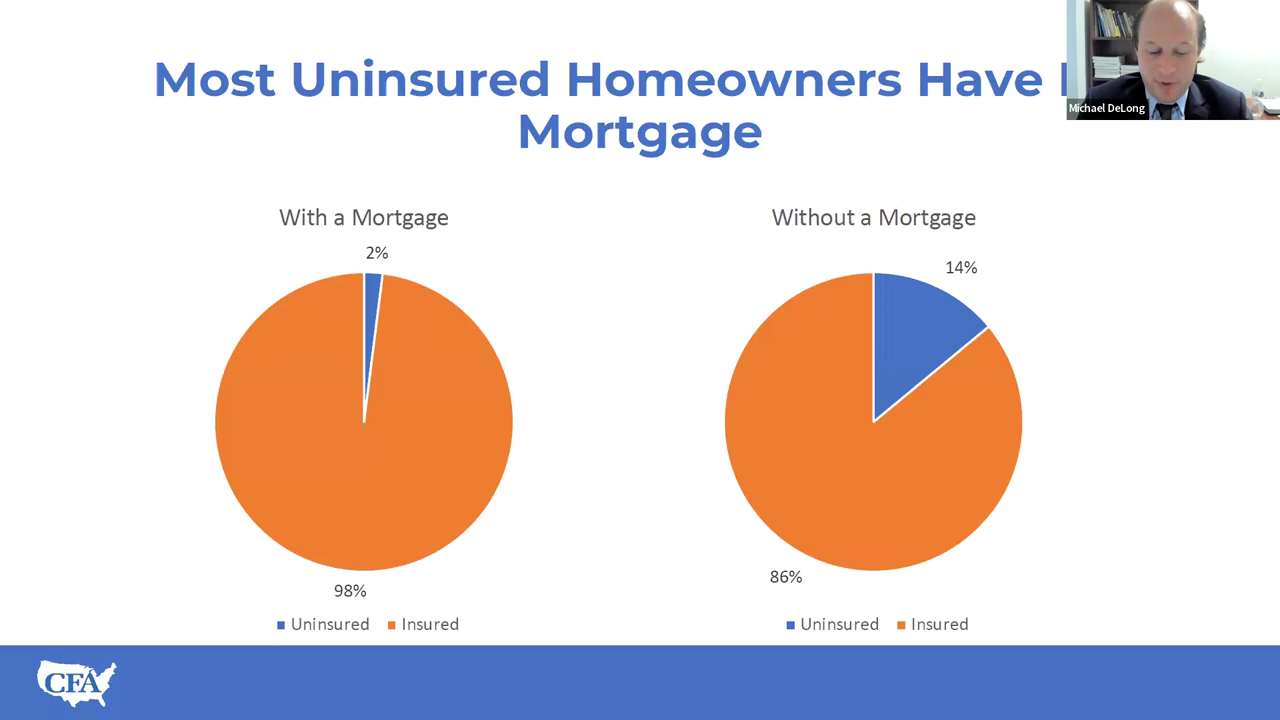 Most Uninsured Homeowners Have
Mortgage
Michael DeLong
With a Mortgage
2%
98%
Uninsured Insured
Without a Mortgage
14%
86%
Uninsured Insured
CFA